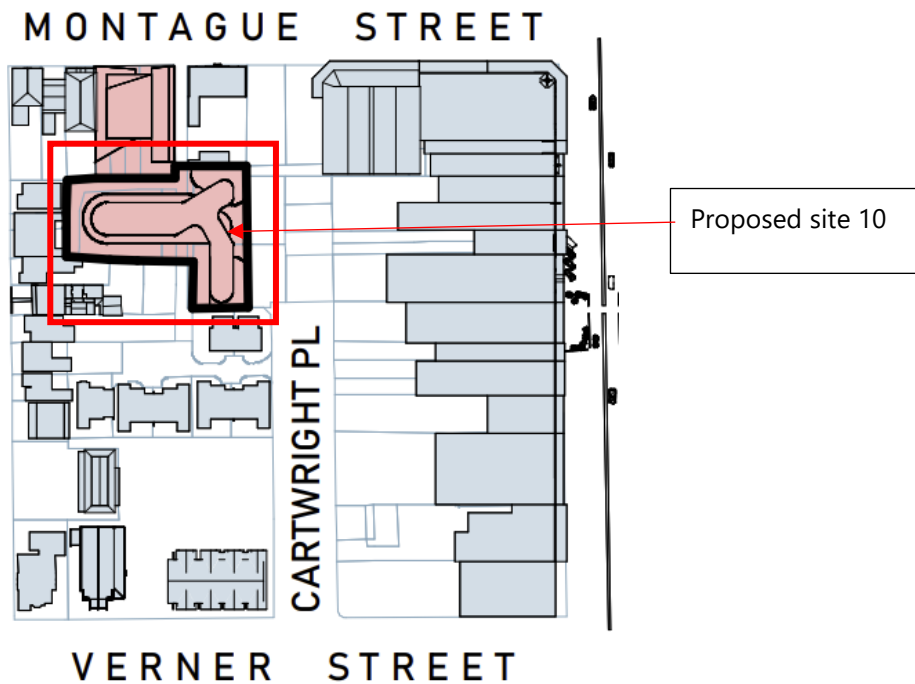 MONTAGUE STREET
Proposed site 10
CARTWRIGHT PL
VERNER STREET